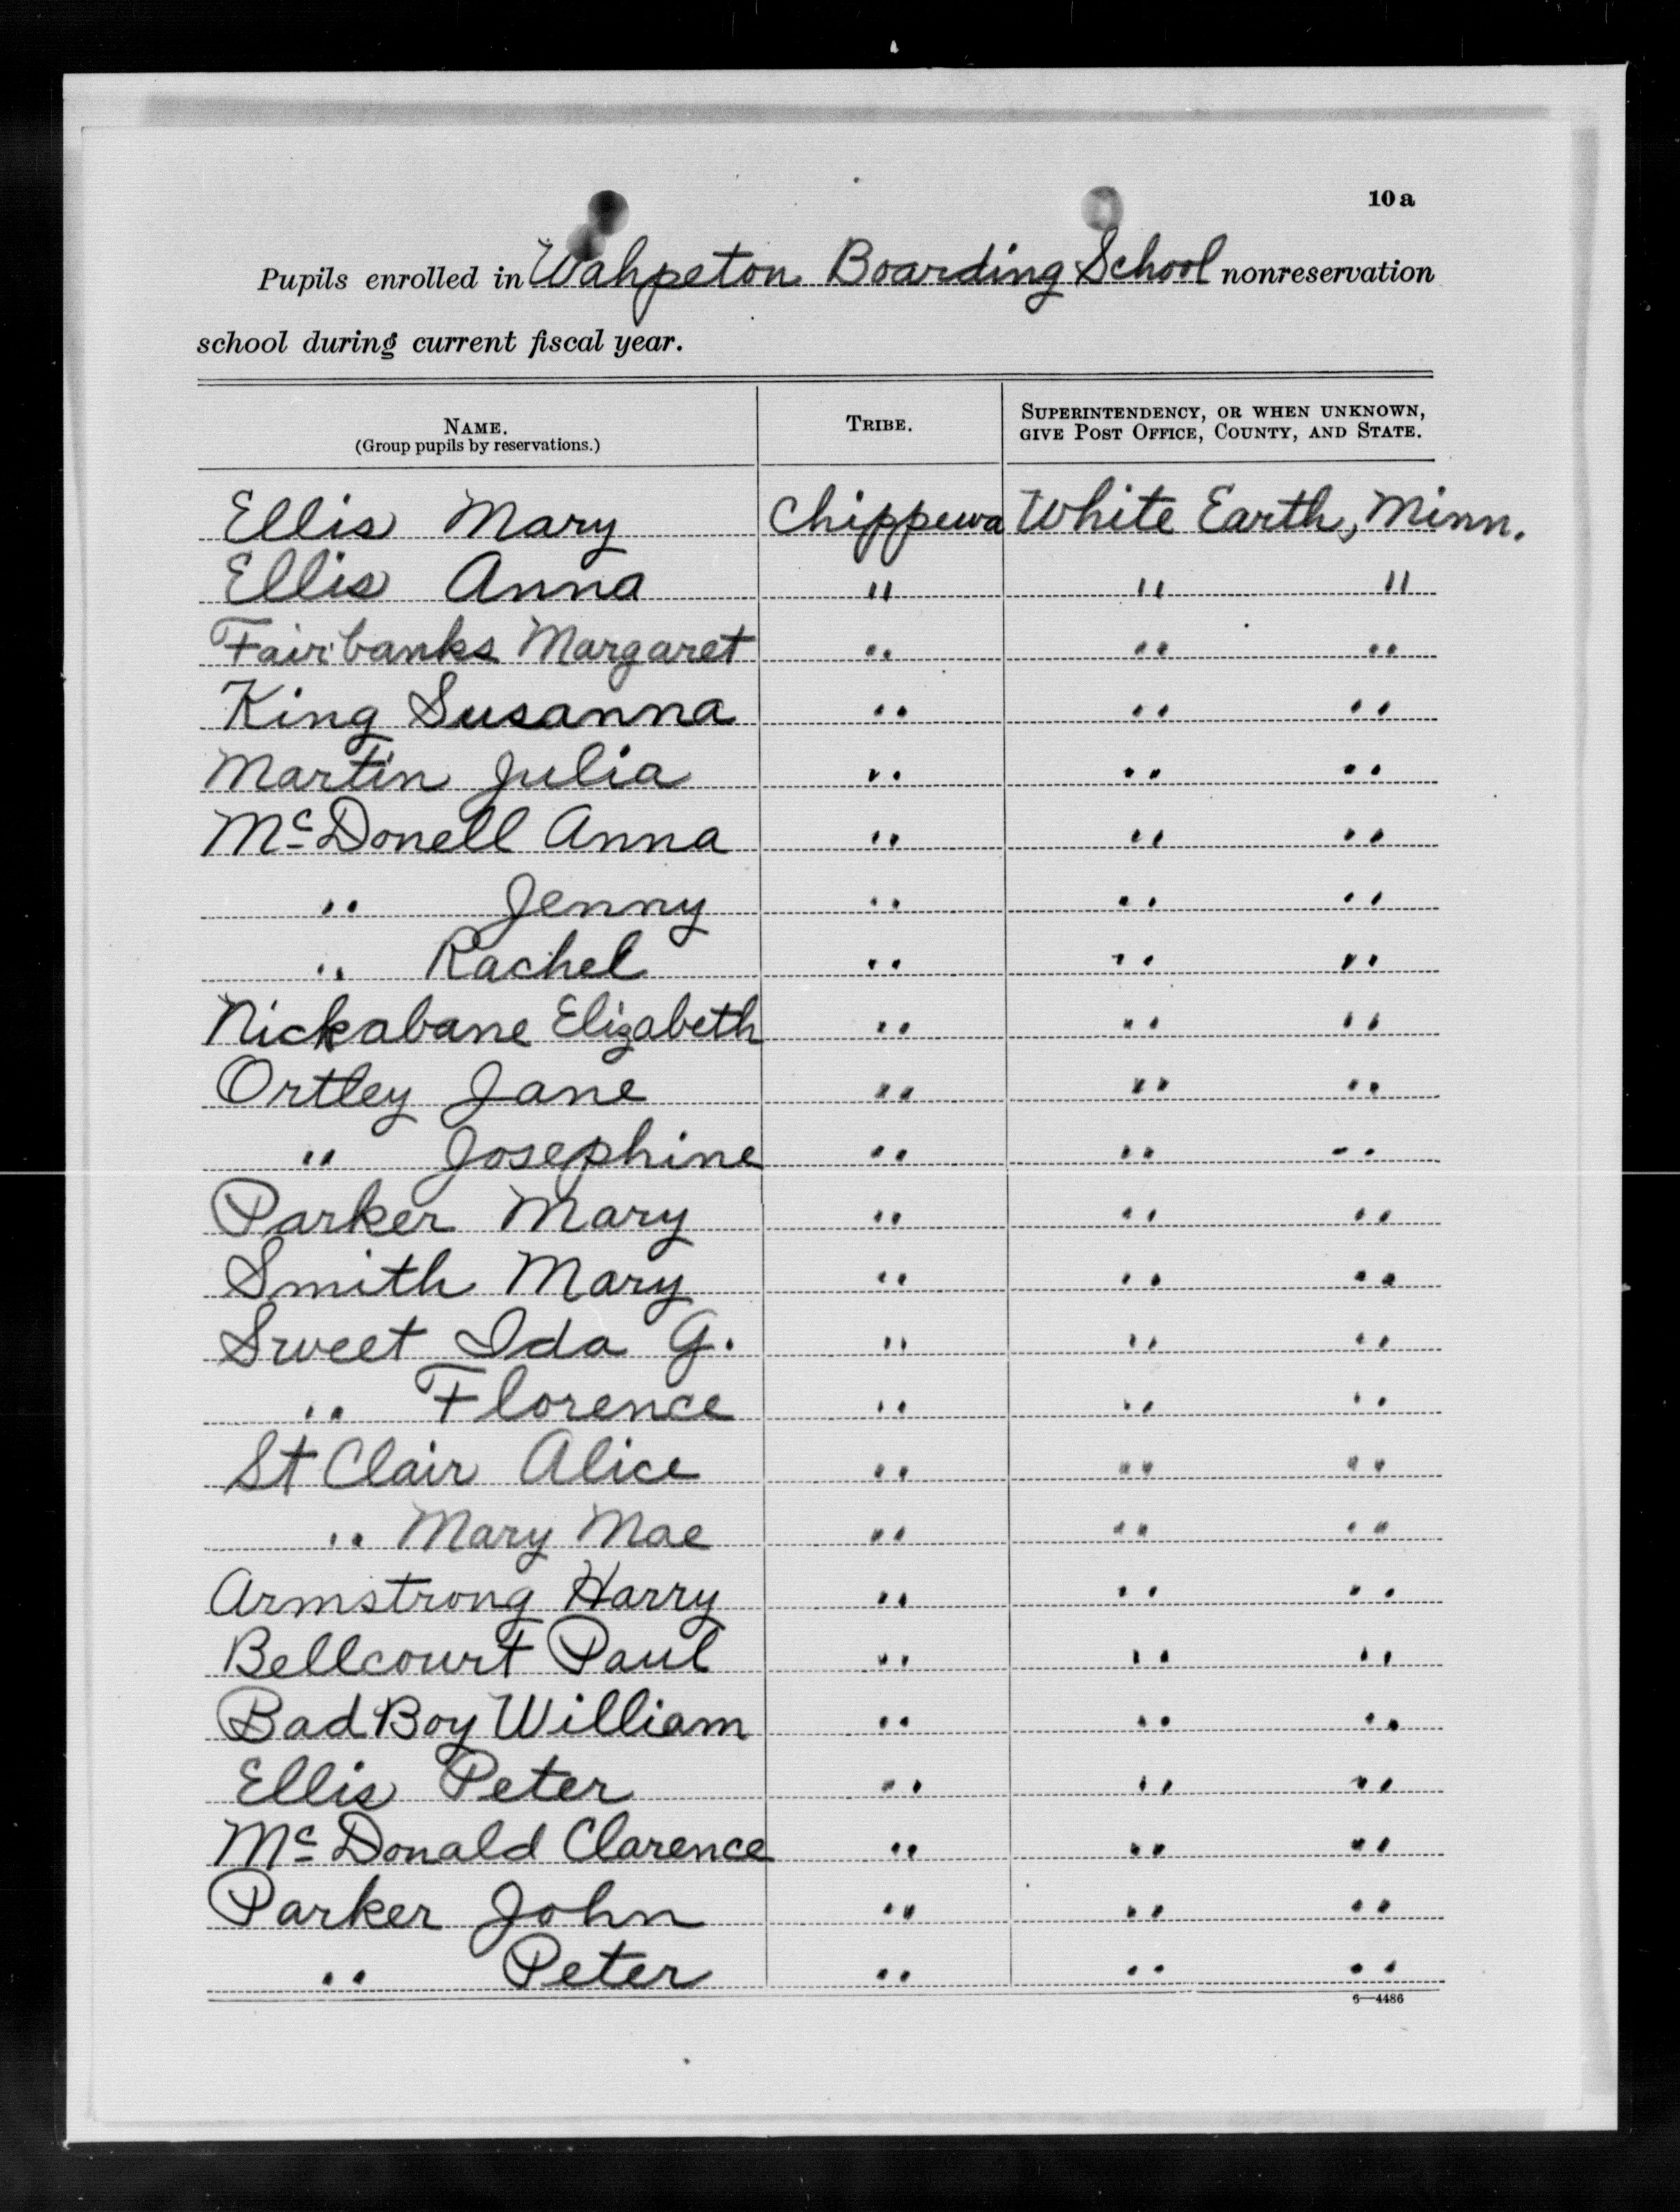 10 a
Pupils enrolled in Wahpeton Boarding School nonreservation
school during current fiscal year.
NAME. TRIBE. SUPERINTENDENCY, OR WHEN UNKNOWN,
(Group pupils by reservations.) GIVE POST OFFICE, COUNTY, AND STATE.
Ellis Mary Chippewa White Earth, Minn.
Ellis Anna " " "
Fairbanks Margaret " " "
King Susanna " " "
Martin Julia " " "
McDonell Anna " " "
" Jenny " " "
" Rachel " " "
Nickabane Elizabeth " " "
Ortley Jane " " "
" Josephine " " "
Parker Mary " " "
Smith Mary " " "
Sweet Ida G. " " "
" Florence " " "
St Clair Alice " " "
" Mary Mae " " "
Armstrong Harry " " "
Bellcourt Paul " " "
Bad Boy William " " "
Ellis Peter " " "
McDonald Clarence " " "
Parker John " " "
" Peter " " "
6—4486